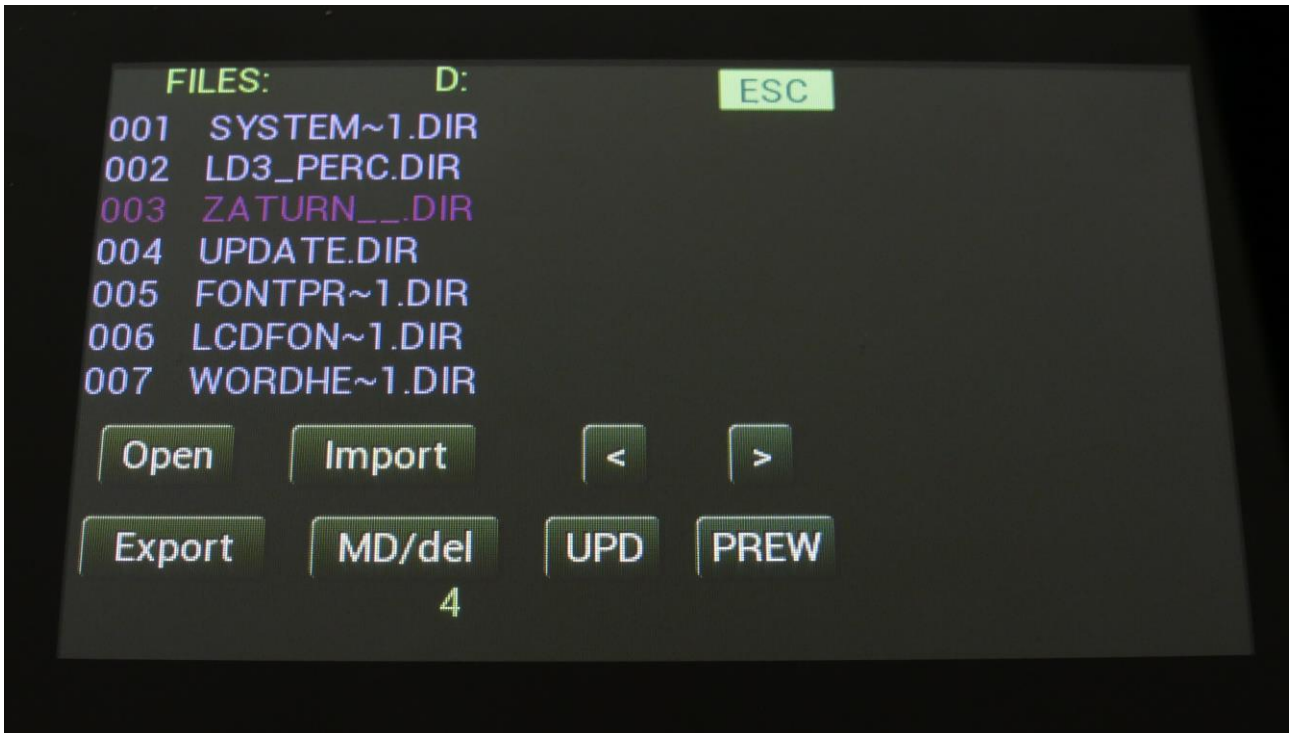 FILES: D: ESC
001 SYSTEM~1.DIR
002 LD3_PERC.DIR
003 ZATURN__.DIR
004 UPDATE.DIR
005 FONTPR~1.DIR
006 LCDFON~1.DIR
007 WORDHE~1.DIR
Open Import < >
Export MD/del UPD PREW
4